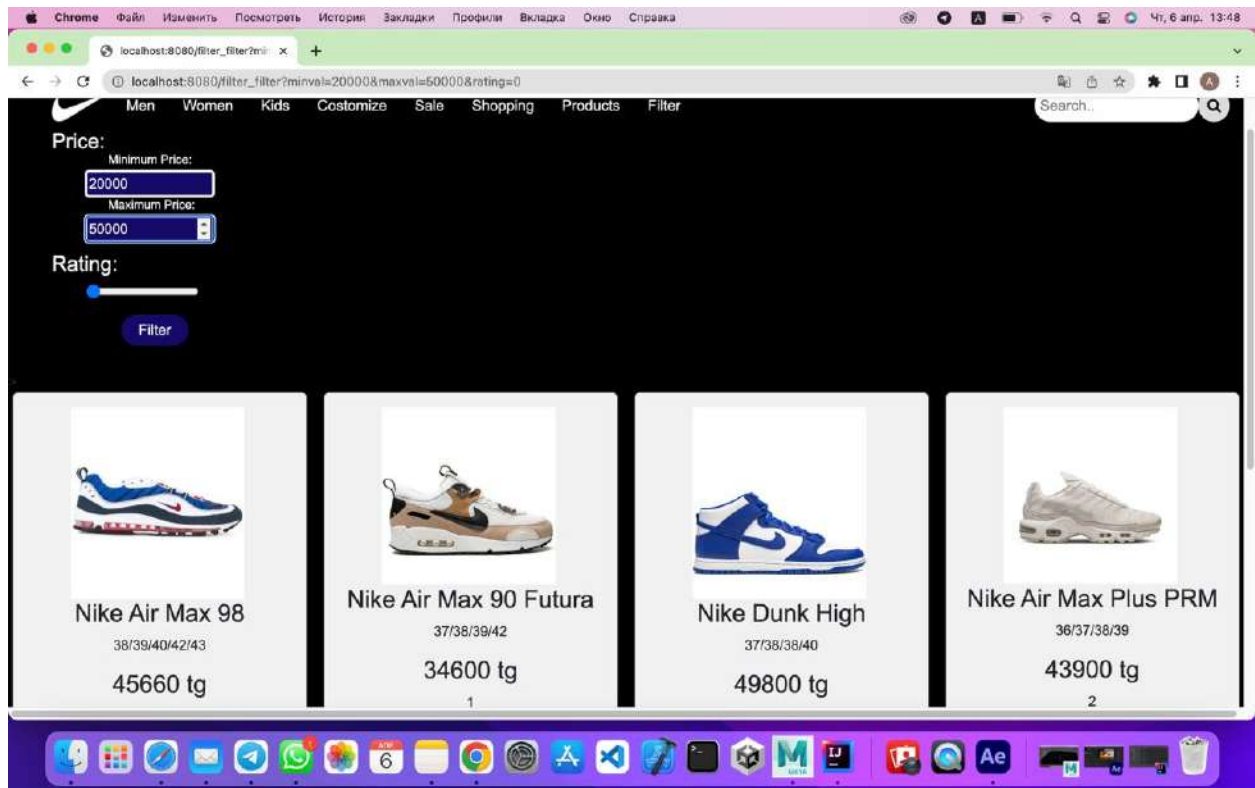 Chrome Файл Изменить Посмотреть История Закладки Профили Вкладка Окно Справка Чт, 6 апр. 13:48
localhost:8080/filter_filter?min
localhost:8080/filter_filter?minval=20000&maxval=50000&rating=0
Men Women Kids Costomize Sale Shopping Products Filter Search..
Price:
Minimum Price:
20000
Maximum Price:
50000
Rating:
Filter
Nike Air Max 98 Nike Air Max 90 Futura Nike Dunk High Nike Air Max Plus PRM
38/39/40/42/43 37/38/39/42 37/38/38/40 36/37/38/39
45660 tg 34600 tg 49800 tg 43900 tg
1 2
АПР
6 Ae